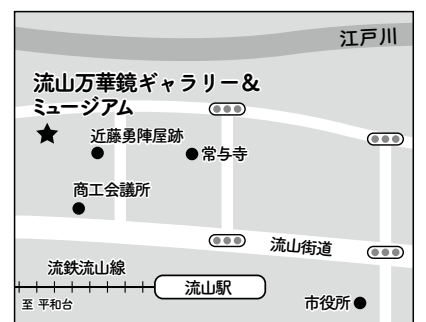 江戸川
流山万華鏡ギャラリー&
ミュージアム
近藤勇陣屋跡
常与寺
商工会議所
流山街道
流鉄流山線
流山駅
至 平和台
市役所